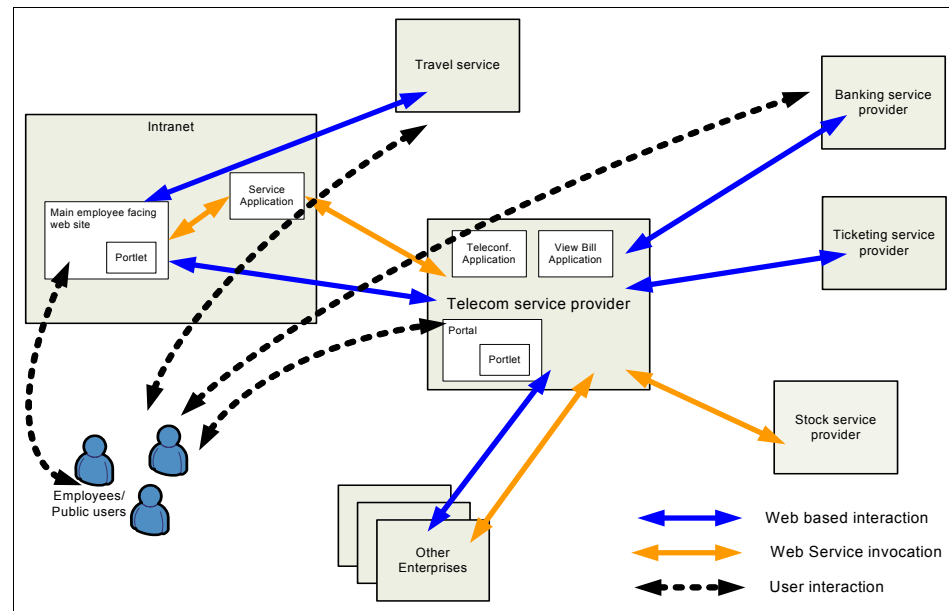 Travel service
Banking service
provider
Intranet
Service
Application
Main employee facing
web site
Portlet
Teleconf.
Application
View Bill
Application
Ticketing service
provider
Telecom service provider
Portal
Portlet
Stock service
provider
Employees/
Public users
Other
Enterprises
Web based interaction
Web Service invocation
User interaction